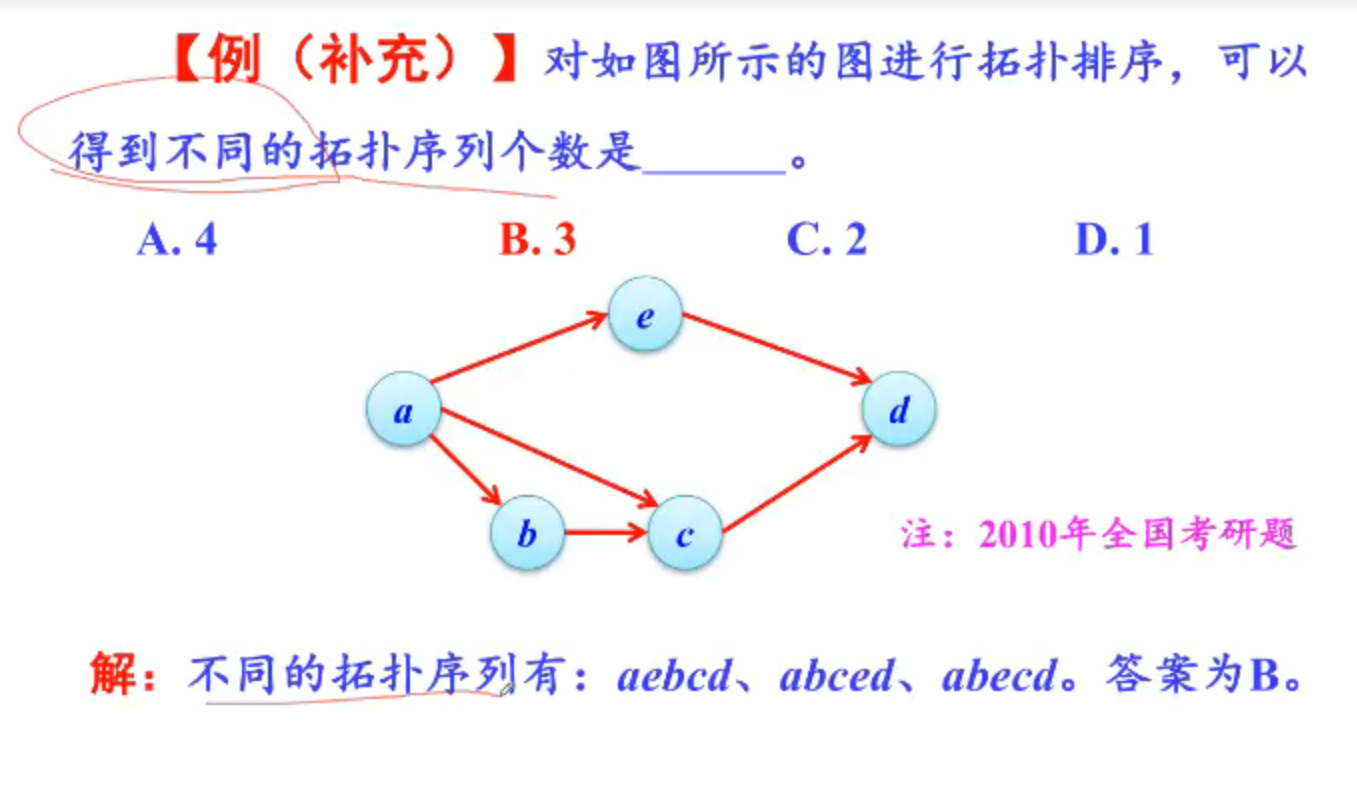 【例（补充）】对如图所示的图进行拓扑排序，可以
得到不同的拓扑序列个数是______。
A. 4 B. 3 C. 2 D. 1
e
a
d
b
c
注：2010年全国考研题
解：不同的拓扑序列有：aebcd、abced、abecd。答案为B。